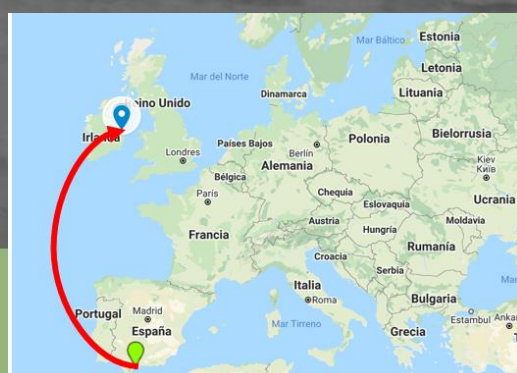 Estonia
Mar Báltico
Letonia
Mar del Norte
Dinamarca
Lituania
Reino Unido
Irlanda
Bielorrusia
Polonia
Berlín
Países Bajos
Londres
Alemania
Kiev
Київ
Bélgica
Chequia
Ucrania
París
Eslovaquia
Austria
Moldavia
Hungría
Francia
Rumanía
Croacia
Serbia
Italia
Bulgaria
Roma
Portugal
Madrid
España
Estambul
Mar Tirreno
Grecia